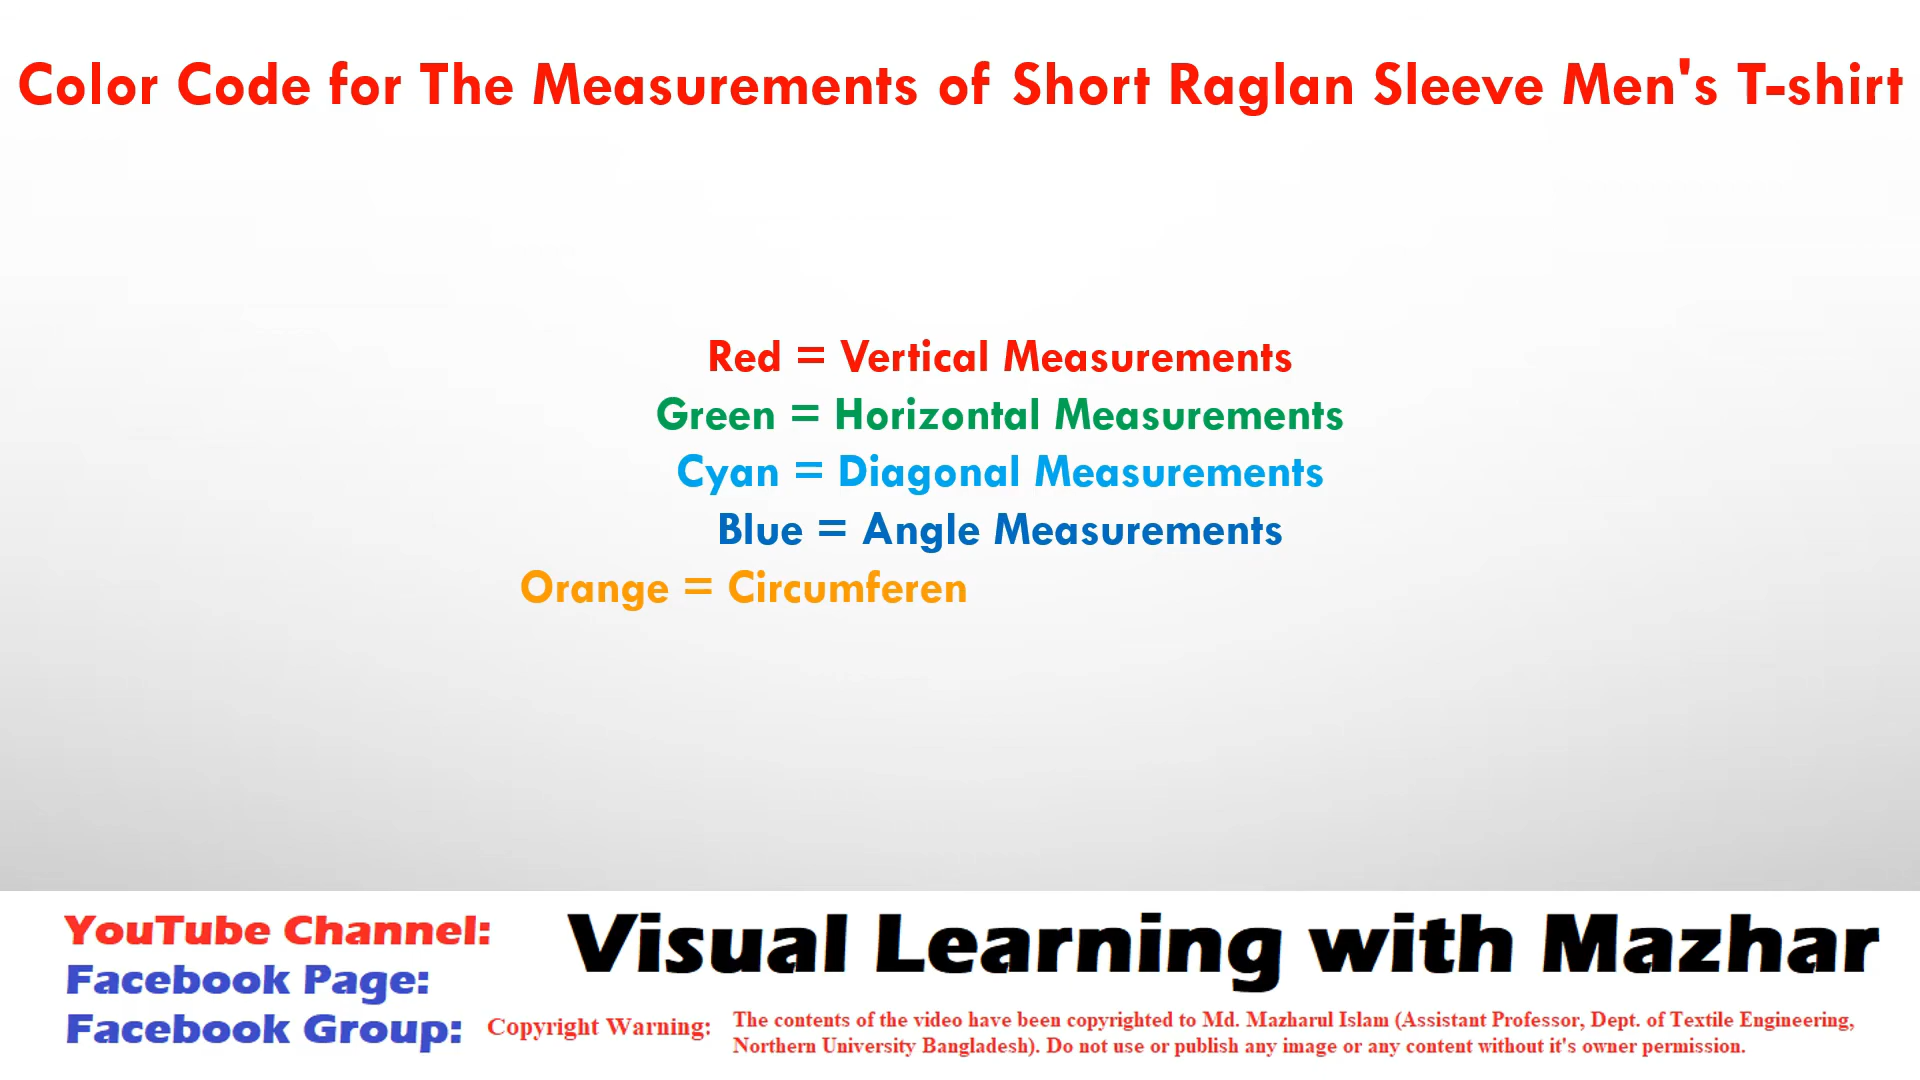 Color Code for The Measurements of Short Raglan Sleeve Men's T-shirt
Red = Vertical Measurements
Green = Horizontal Measurements
Cyan = Diagonal Measurements
Blue = Angle Measurements
Orange = Circumferen
YouTube Channel:
Facebook Page:
Facebook Group:
Visual Learning with Mazhar
Copyright Warning:
The contents of the video have been copyrighted to Md. Mazharul Islam (Assistant Professor, Dept. of Textile Engineering,
Northern University Bangladesh). Do not use or publish any image or any content without it's owner permission.